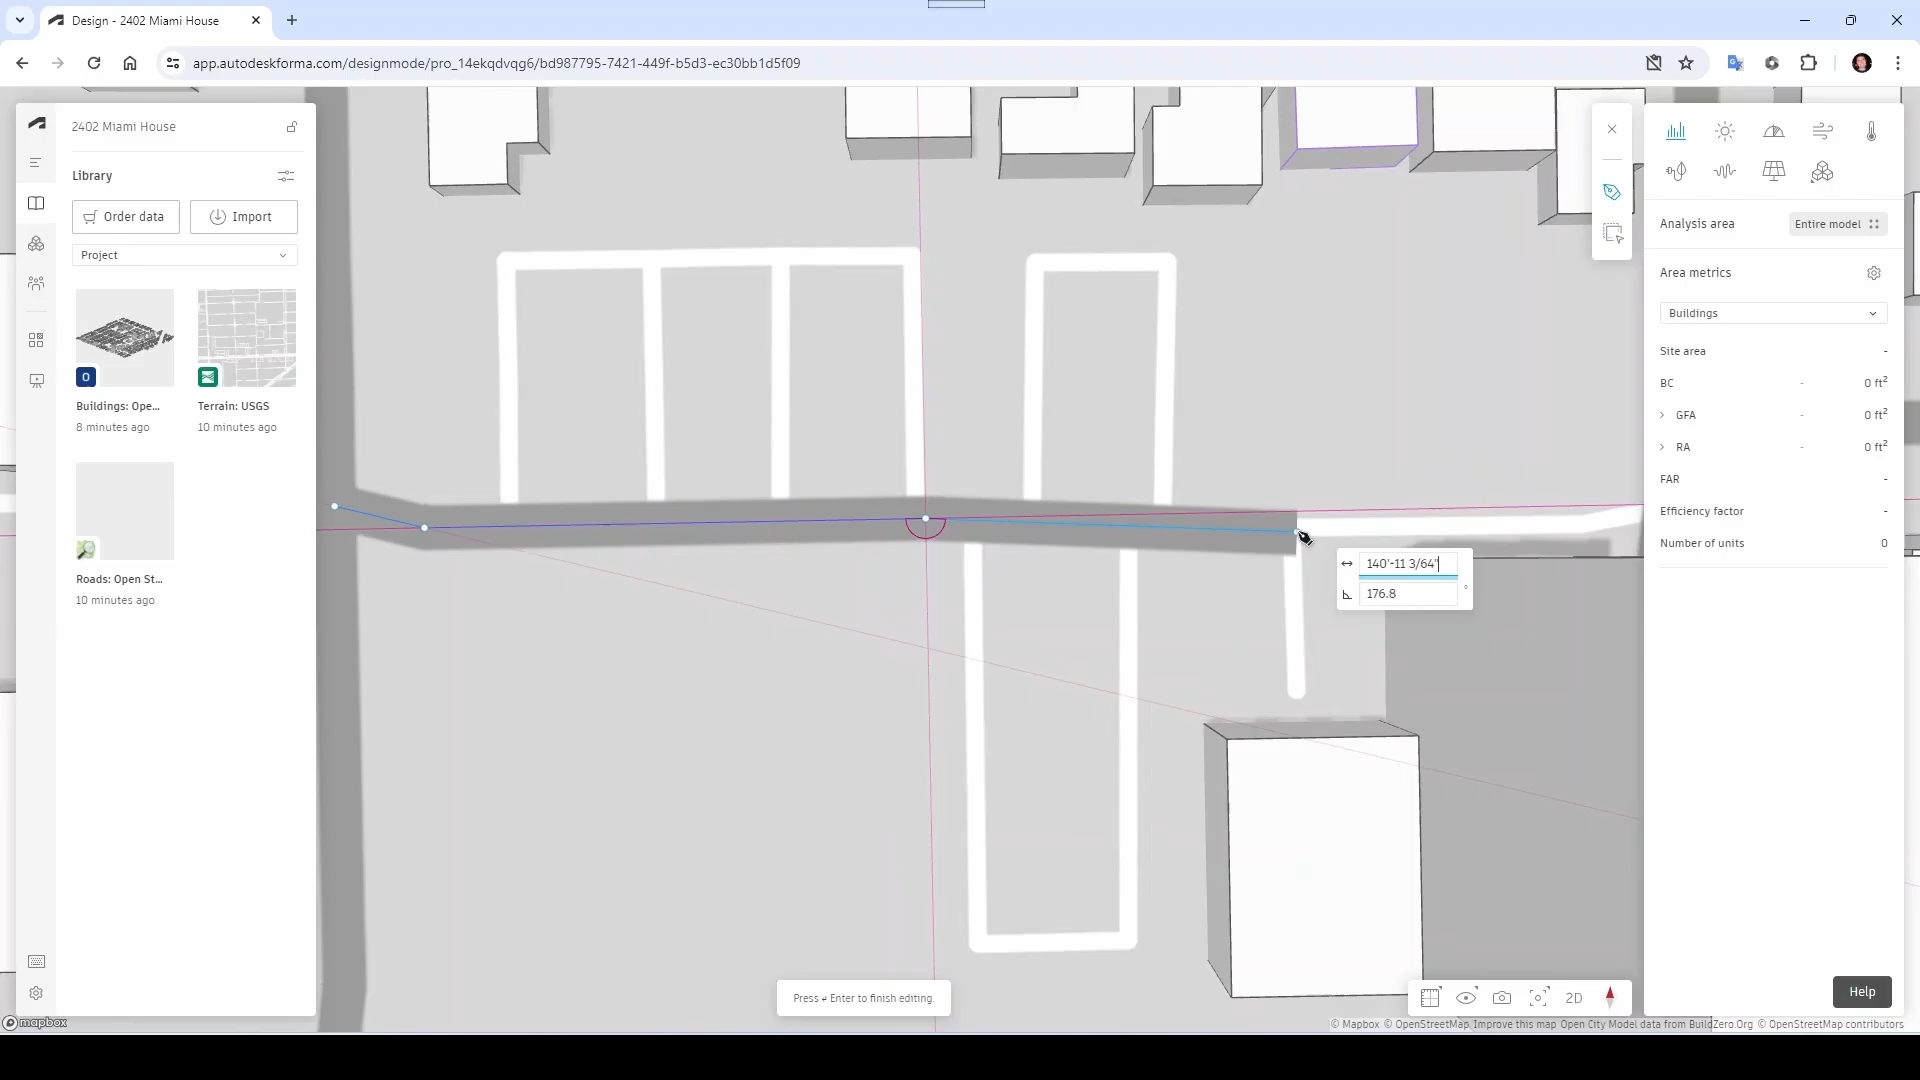 Design - 2402 Miami House
app.autodeskforma.com/designmode/pro_14ekqdvqg6/bd987795-7421-449f-b5d3-ec30bb1d5f09
2402 Miami House
Library
Order data
Import
Project
O
Buildings: Ope...
8 minutes ago
Terrain: USGS
10 minutes ago
Roads: Open St...
10 minutes ago
140'-11 3/64"
176.8 °
Press ↵ Enter to finish editing.
2D
mapbox
© Mapbox © OpenStreetMap Improve this map Open City Model data from BuildZero.Org © OpenStreetMap contributors
Analysis area
Entire model
Area metrics
Buildings
Site area -
BC - 0 ft²
GFA - 0 ft²
RA - 0 ft²
FAR -
Efficiency factor -
Number of units 0
Help